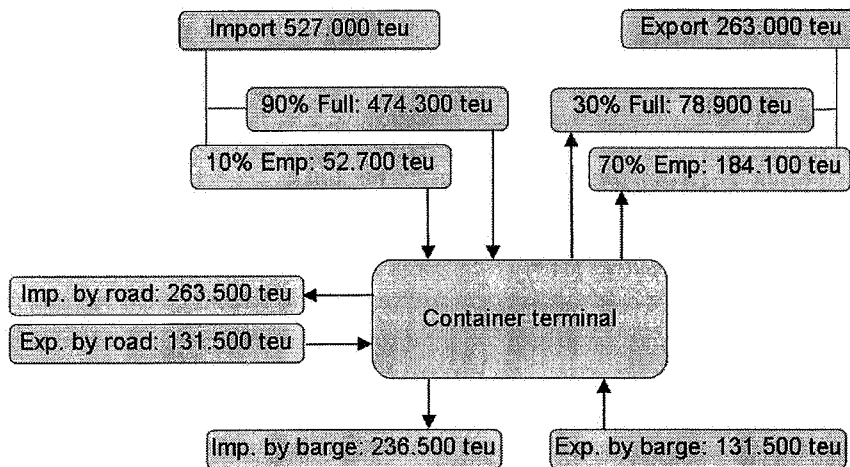 Import 527.000 teu
Export 263.000 teu
90% Full: 474.300 teu
30% Full: 78.900 teu
10% Emp: 52.700 teu
70% Emp: 184.100 teu
Imp. by road: 263.500 teu
Container terminal
Exp. by road: 131.500 teu
Imp. by barge: 236.500 teu
Exp. by barge: 131.500 teu